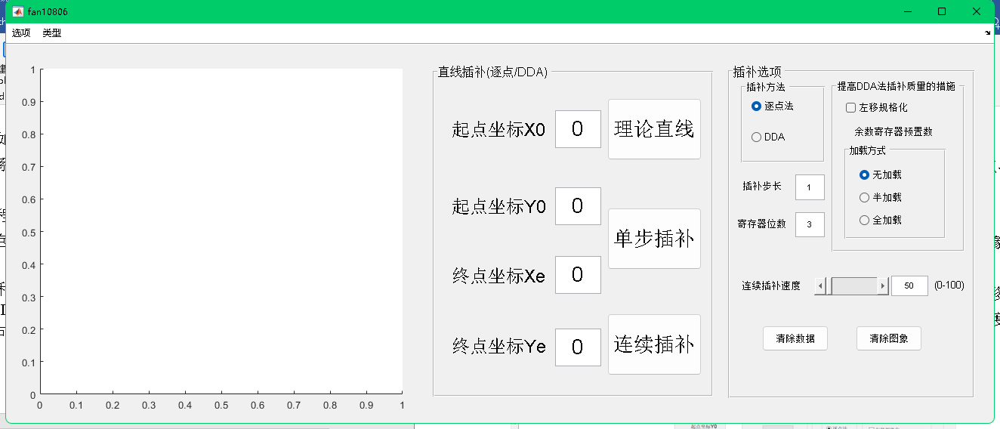 fan10806
选项 类型
1
0.9
0.8
0.7
0.6
0.5
0.4
0.3
0.2
0.1
0
0 0.1 0.2 0.3 0.4 0.5 0.6 0.7 0.8 0.9 1
直线插补(逐点/DDA)
起点坐标X0 0 理论直线
起点坐标Y0 0
单步插补
终点坐标Xe 0
终点坐标Ye 0 连续插补
插补选项
插补方法
逐点法
DDA
提高DDA法插补质量的措施
左移规格化
余数寄存器预置数
加载方式
无加载
半加载
全加载
插补步长 1
寄存器位数 3
连续插补速度 50 (0-100)
清除数据 清除图象
起点坐标Y0